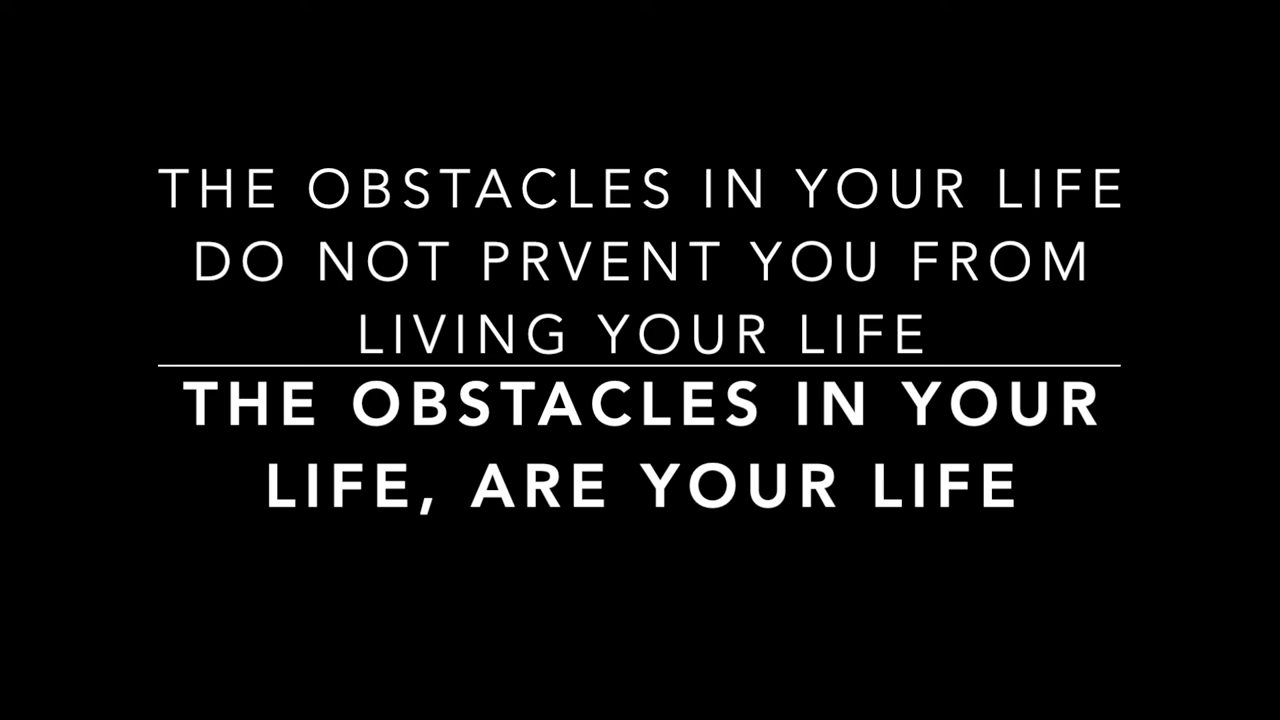 THE OBSTACLES IN YOUR LIFE
DO NOT PRVENT YOU FROM
LIVING YOUR LIFE
THE OBSTACLES IN YOUR
LIFE, ARE YOUR LIFE